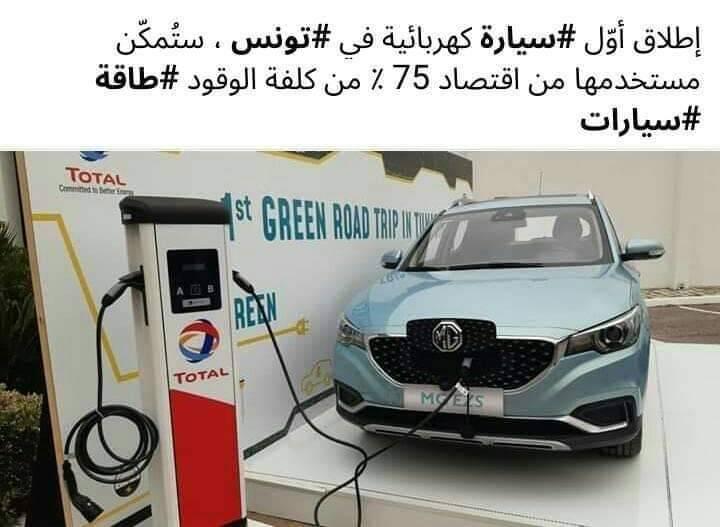 إطلاق أوّل #سيارة كهربائية في #تونس ، ستُمكّن
مستخدمها من اقتصاد 75 ٪ من كلفة الوقود #طاقة
#سيارات
TOTAL
Committed to Better Energy
1st GREEN ROAD TRIP IN
REEN
A B
TOTAL
MG
MG EZS